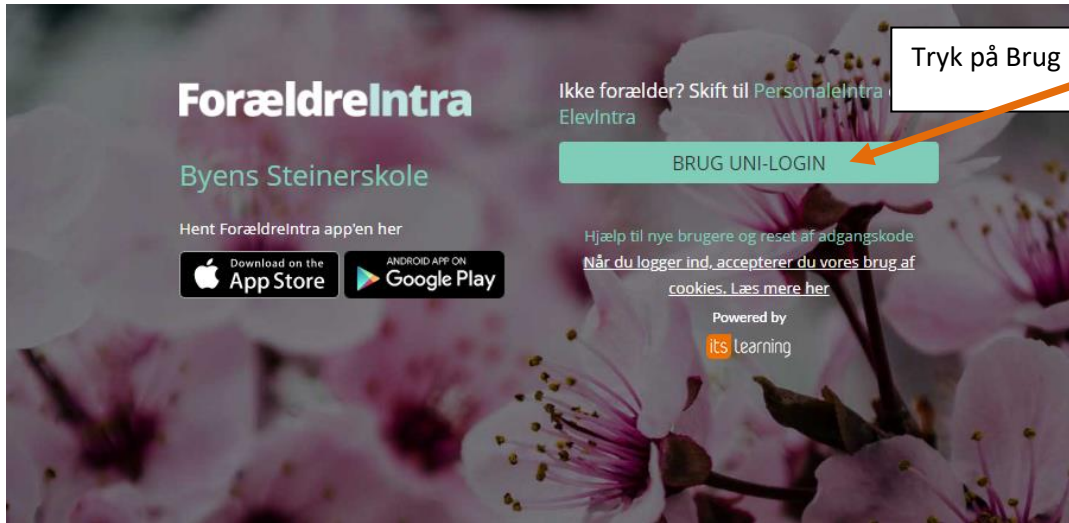 ForældreIntra
Byens Steinerskole
Hent ForældreIntra app'en her
Download on the
App Store
ANDROID APP ON
Google Play
Tryk på Brug
Ikke forælder? Skift til PersonaleIntra
ElevIntra
BRUG UNI-LOGIN
Hjælp til nye brugere og reset af adgangskode
Når du logger ind, accepterer du vores brug af
cookies. Læs mere her
Powered by
its learning